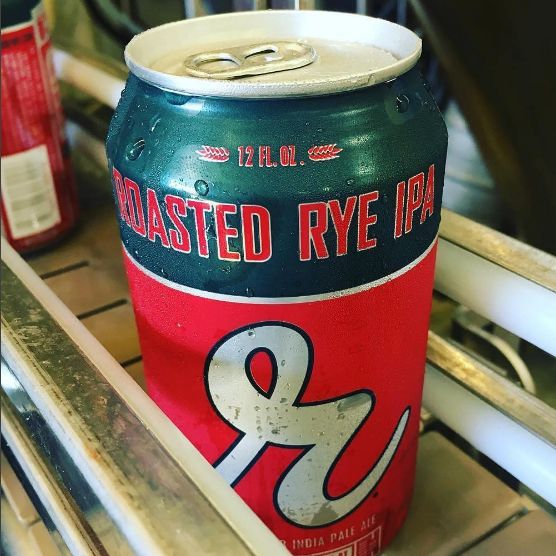 12 FL. OZ.
ROASTED RYE IPA
r
INDIA PALE ALE